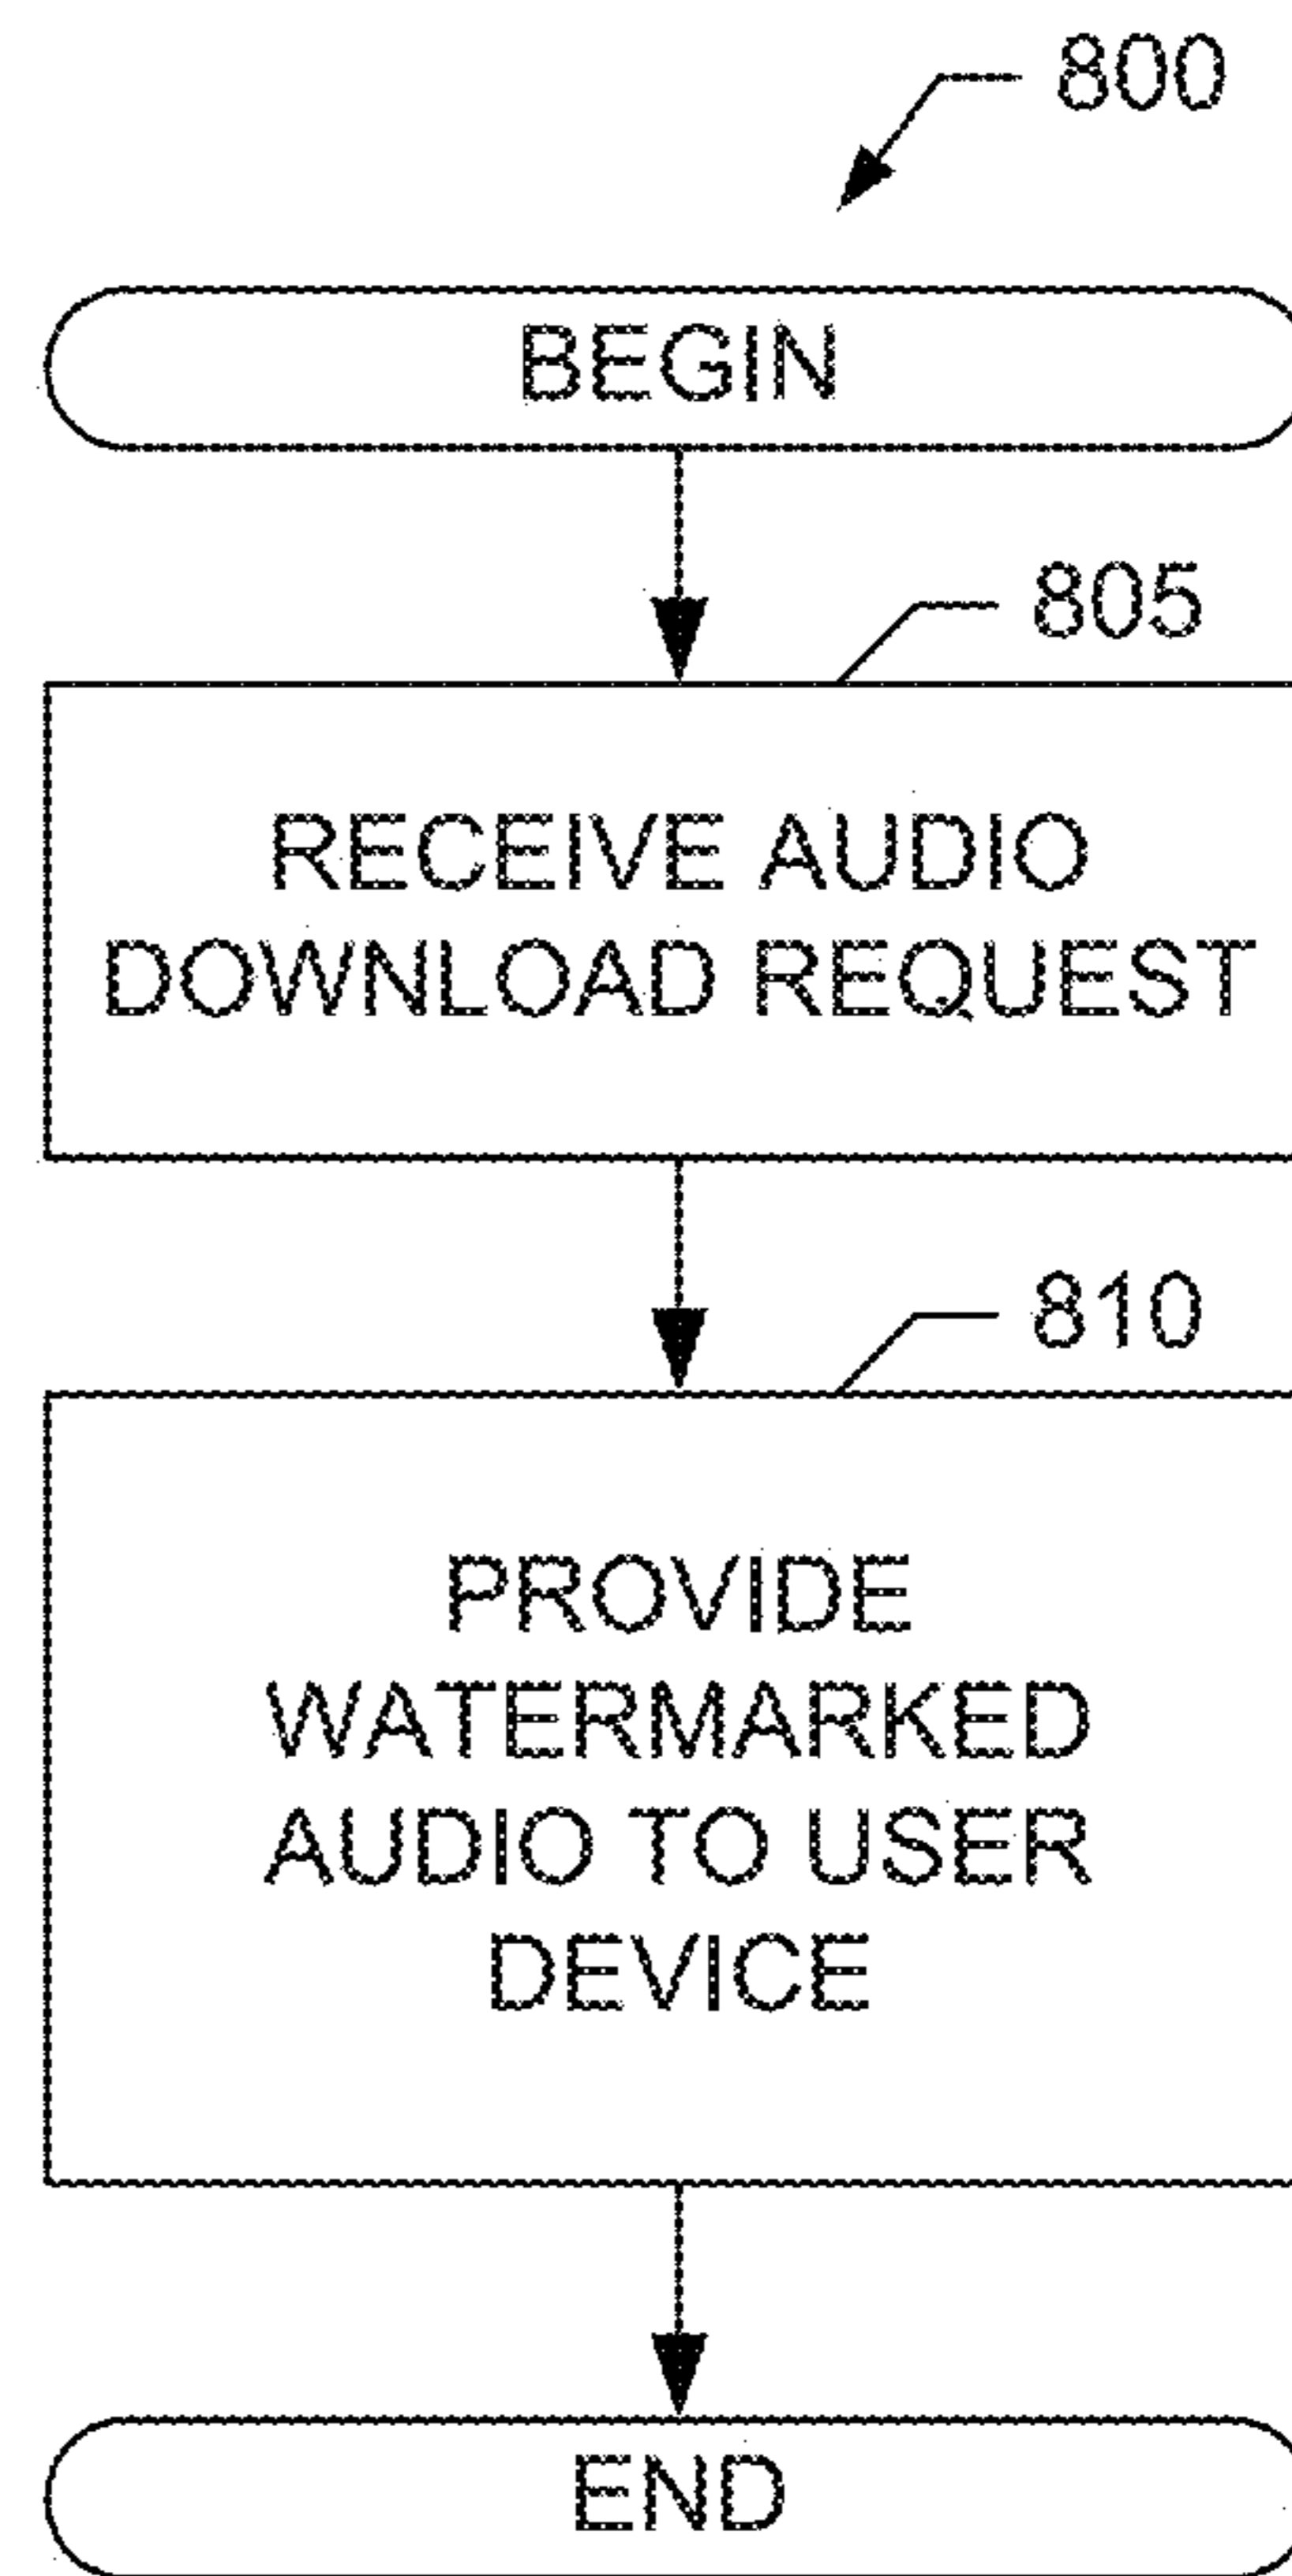 800
BEGIN
805
RECEIVE AUDIO
DOWNLOAD REQUEST
810
PROVIDE
WATERMARKED
AUDIO TO USER
DEVICE
END